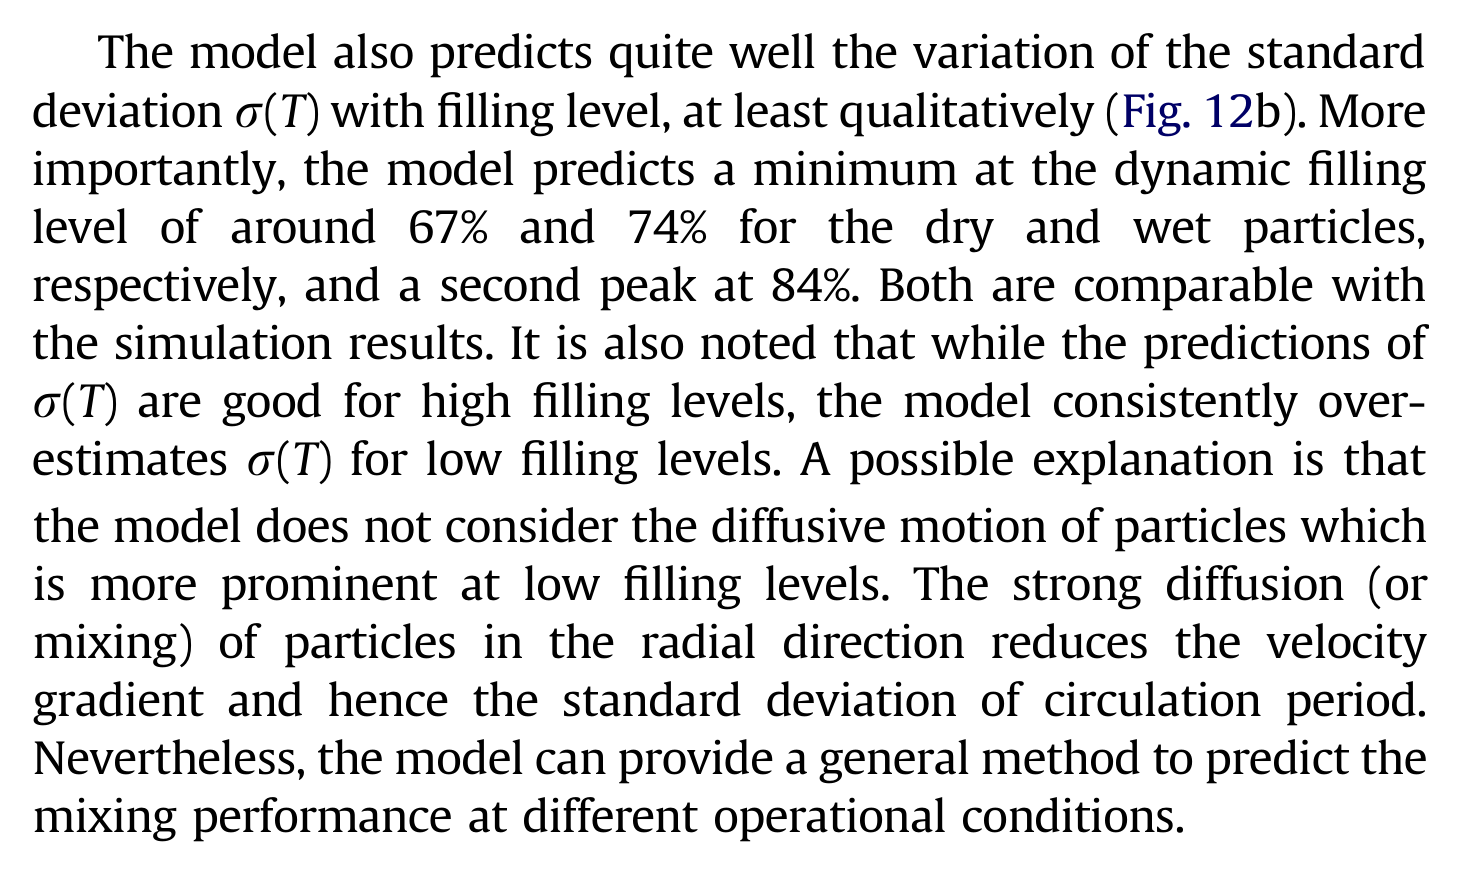 The model also predicts quite well the variation of the standard
deviation σ(T) with filling level, at least qualitatively (Fig. 12b). More
importantly, the model predicts a minimum at the dynamic filling
level of around 67% and 74% for the dry and wet particles,
respectively, and a second peak at 84%. Both are comparable with
the simulation results. It is also noted that while the predictions of
σ(T) are good for high filling levels, the model consistently over-
estimates σ(T) for low filling levels. A possible explanation is that
the model does not consider the diffusive motion of particles which
is more prominent at low filling levels. The strong diffusion (or
mixing) of particles in the radial direction reduces the velocity
gradient and hence the standard deviation of circulation period.
Nevertheless, the model can provide a general method to predict the
mixing performance at different operational conditions.